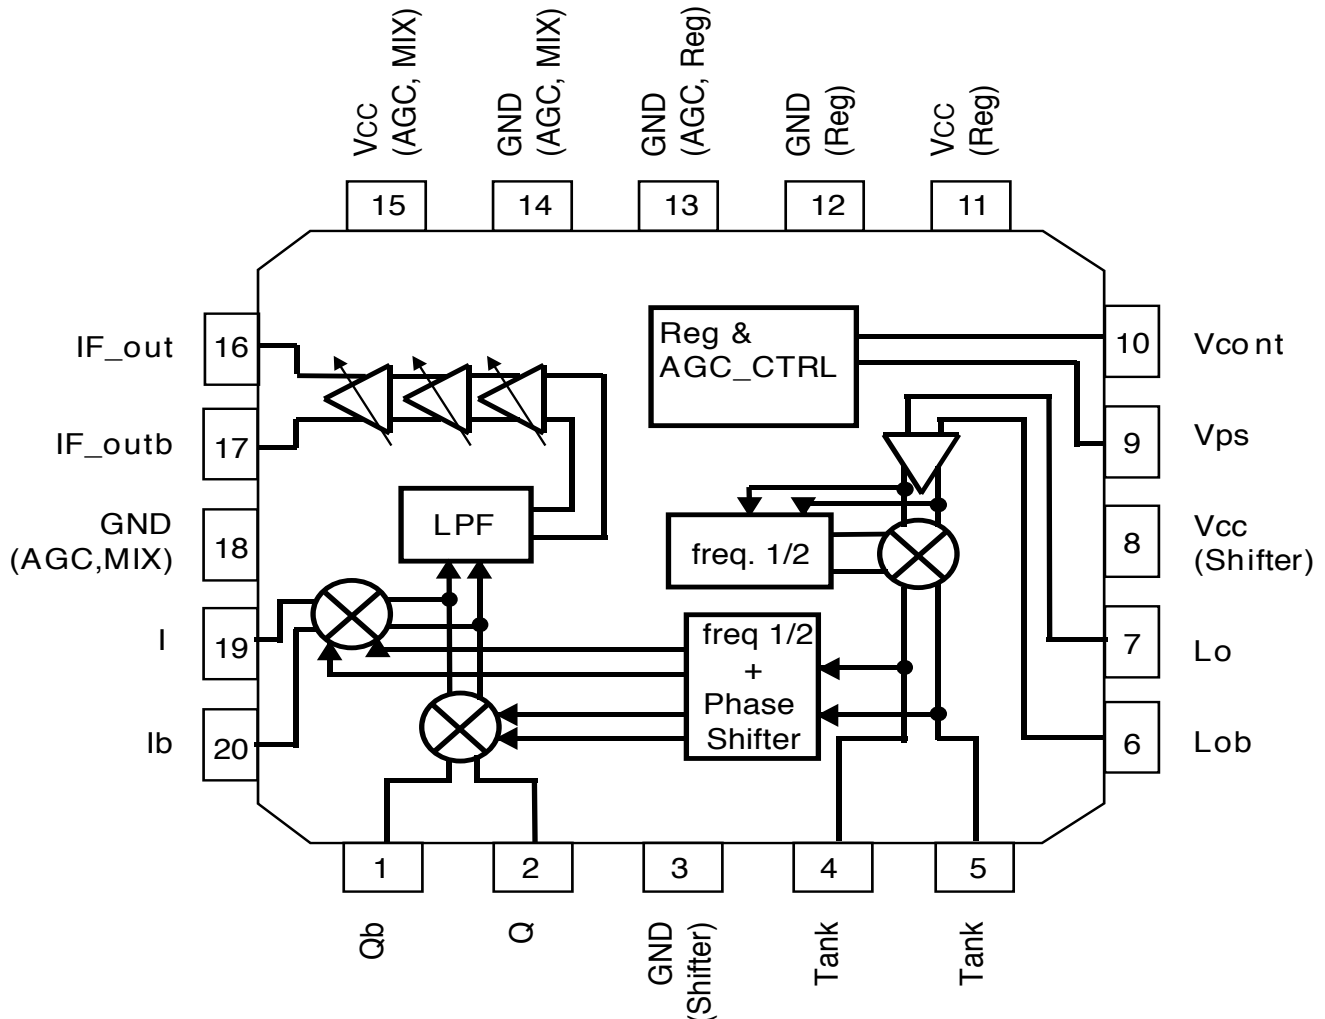 VCC
(AGC, MIX)
GND
(AGC, MIX)
GND
(AGC, Reg)
GND
(Reg)
VCC
(Reg)
15
14
13
12
11
IF_out
16
IF_outb
17
GND
(AGC,MIX)
18
I
19
Ib
20
Reg &
AGC_CTRL
LPF
freq. 1/2
freq 1/2
+
Phase
Shifter
10
Vcont
9
Vps
8
Vcc
(Shifter)
7
Lo
6
Lob
1
2
3
4
5
Qb
Q
GND
(Shifter)
Tank
Tank